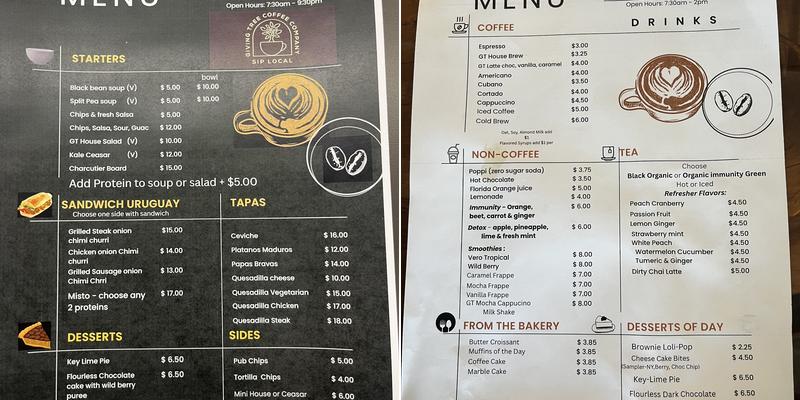 MENU
Open Hours: 7:30am - 9:30pm
GIVING TREE COFFEE COMPANY
SIP LOCAL
STARTERS
bowl
Black bean soup (V) $ 5.00 $ 10.00
Split Pea soup (V) $ 5.00 $ 10.00
Chips & fresh Salsa $ 5.00
Chips, Salsa, Sour, Guac $ 12.00
GT House Salad (V) $ 10.00
Kale Ceasar (V) $ 12.00
Charcutier Board $ 15.00
Add Protein to soup or salad + $5.00
SANDWICH URUGUAY
Choose one side with sandwich
Grilled Steak onion chimi churri $15.00
Chicken onion Chimi churri $ 14.00
Grilled Sausage onion Chimi Chrri $ 13.00
Misto - choose any 2 proteins $ 17.00
TAPAS
Ceviche $ 16.00
Platanos Maduros $ 12.00
Papas Bravas $ 14.00
Quesadilla cheese $ 10.00
Quesadilla Vegetarian $ 15.00
Quesadilla Chicken $ 17.00
Quesadilla Steak $ 18.00
DESSERTS
Key Lime Pie $ 6.50
Flourless Chocolate cake with wild berry puree $ 6.50
SIDES
Pub Chips $ 5.00
Tortilla Chips $ 4.00
Mini House or Ceasar $ 6.00
MENU
Open Hours: 7:30am - 2pm
DRINKS
COFFEE
Espresso $3.00
GT House Brew $3.25
GT Latte choc, vanilla, caramel $4.00
Americano $4.00
Cubano $3.50
Cortado $4.00
Cappuccino $4.50
Iced Coffee $5.00
Cold Brew $6.00
Oat, Soy, Almond Milk add
$1
Flavored Syrups add $1 per
NON-COFFEE
Poppi (zero sugar soda) $ 3.75
Hot Chocolate $ 3.50
Florida Orange juice $ 5.00
Lemonade $ 4.00
Immunity - Orange, $ 6.00
beet, carrot & ginger
Detox - apple, pineapple, $ 6.00
lime & fresh mint
Smoothies :
Vero Tropical $ 8.00
Wild Berry $ 8.00
Caramel Frappe $ 7.00
Mocha Frappe $ 7.00
Vanilla Frappe $ 7.00
GT Mocha Cappucino $ 8.00
Milk Shake
TEA
Choose
Black Organic or Organic immunity Green
Hot or Iced
Refresher Flavors:
Peach Cranberry $4.50
Passion Fruit $4.50
Lemon Ginger $4.50
Strawberry mint $4.50
White Peach $4.50
Watermelon Cucumber $4.50
Tumeric & Ginger $4.50
Dirty Chai Latte $5.00
FROM THE BAKERY
Butter Croissant $ 3.85
Muffins of the Day $ 3.85
Coffee Cake $ 3.85
Marble Cake $ 3.85
DESSERTS OF DAY
Brownie Loli-Pop $ 2.25
Cheese Cake Bites $ 4.50
(Sampler-NY,Berry, Choc Chip)
Key-Lime Pie $ 6.50
Flourless Dark Chocolate $ 6.50